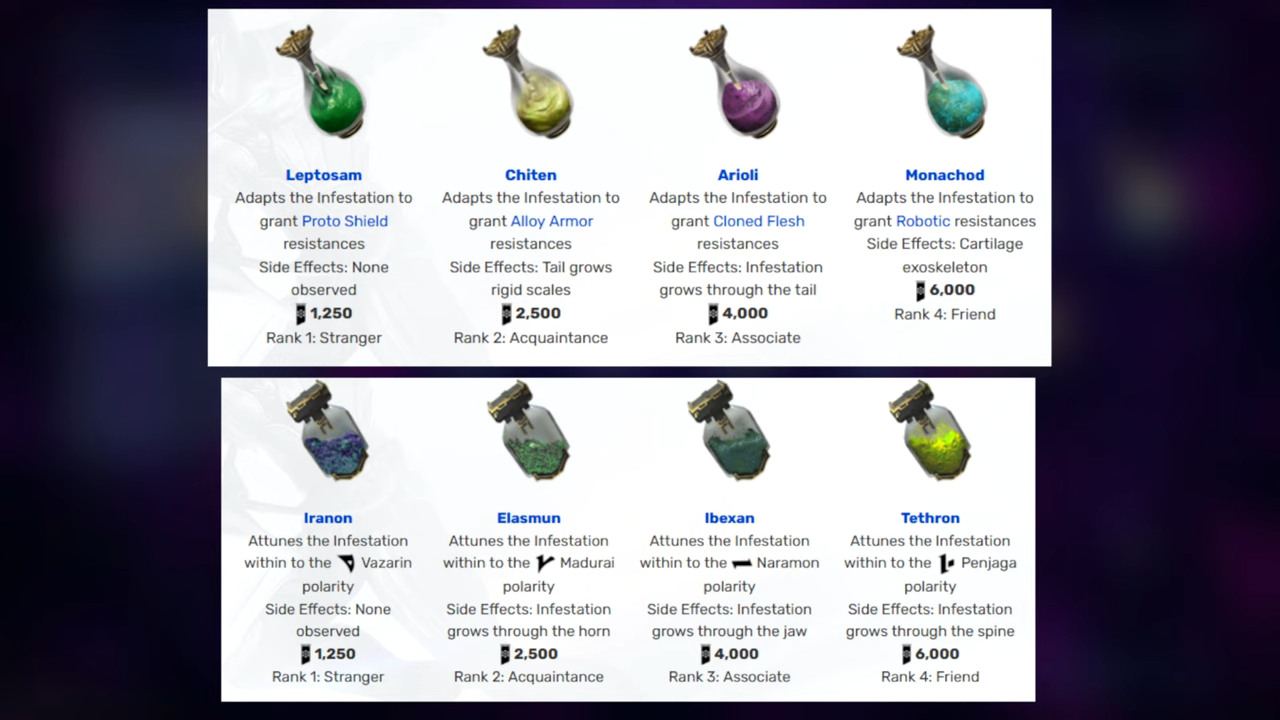 Leptosam
Adapts the Infestation to
grant Proto Shield
resistances
Side Effects: None
observed
1,250
Rank 1: Stranger
Chiten
Adapts the Infestation to
grant Alloy Armor
resistances
Side Effects: Tail grows
rigid scales
2,500
Rank 2: Acquaintance
Arioli
Adapts the Infestation to
grant Cloned Flesh
resistances
Side Effects: Infestation
grows through the tail
4,000
Rank 3: Associate
Monachod
Adapts the Infestation to
grant Robotic resistances
Side Effects: Cartilage
exoskeleton
6,000
Rank 4: Friend
Iranon
Attunes the Infestation
within to the Vazarin
polarity
Side Effects: None
observed
1,250
Rank 1: Stranger
Elasmun
Attunes the Infestation
within to the Madurai
polarity
Side Effects: Infestation
grows through the horn
2,500
Rank 2: Acquaintance
Ibexan
Attunes the Infestation
within to the Naramon
polarity
Side Effects: Infestation
grows through the jaw
4,000
Rank 3: Associate
Tethron
Attunes the Infestation
within to the Penjaga
polarity
Side Effects: Infestation
grows through the spine
6,000
Rank 4: Friend